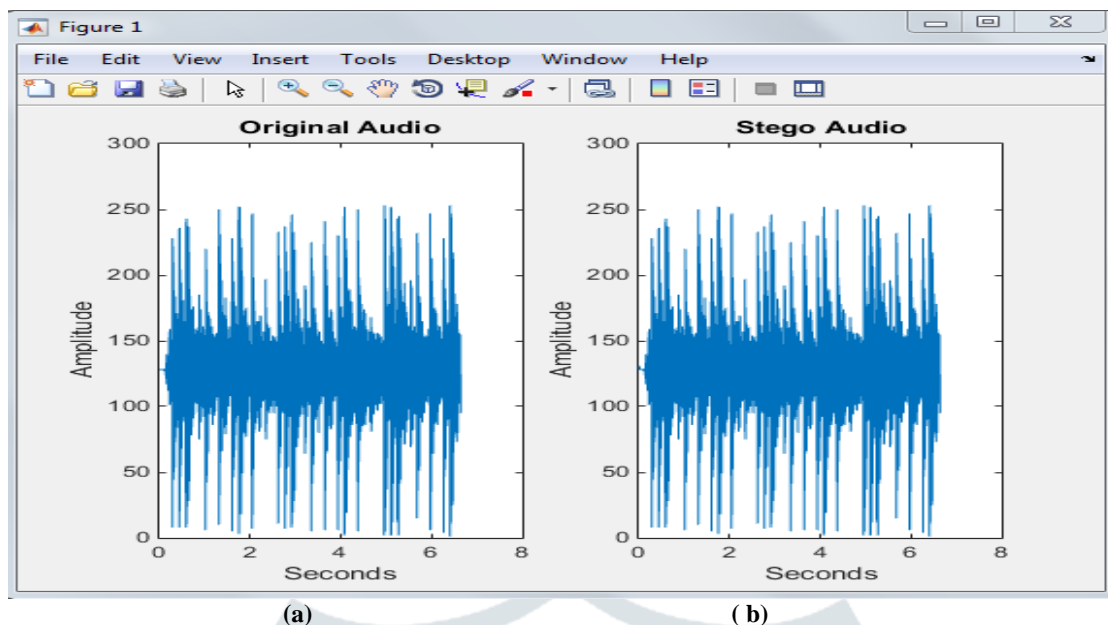 Figure 1
File Edit View Insert Tools Desktop Window Help
Original Audio
300
250
200
150
100
50
0
Amplitude
0 2 4 6 8
Seconds
Stego Audio
300
250
200
150
100
50
0
Amplitude
0 2 4 6 8
Seconds
(a) ( b)